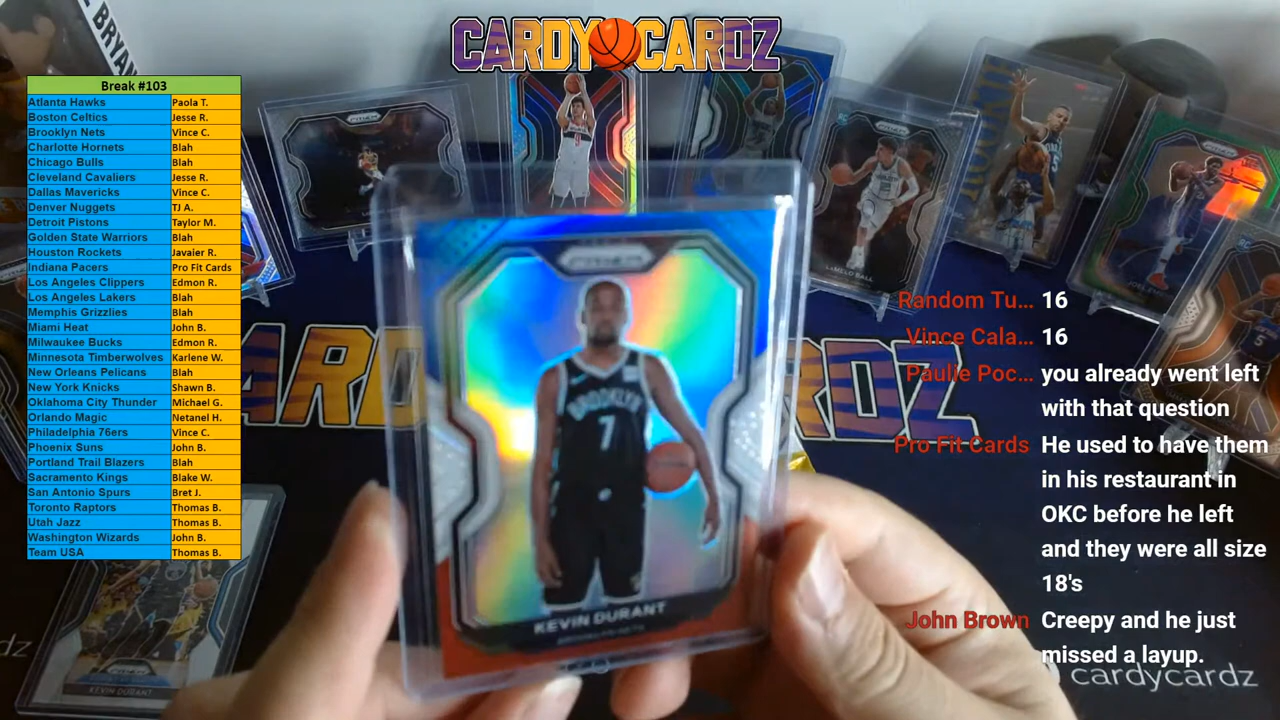 BRYAN
CARDY CARDZ
Break #103
Atlanta Hawks Paola T.
Boston Celtics Jesse R.
Brooklyn Nets Vince C.
Charlotte Hornets Blah
Chicago Bulls Blah
Cleveland Cavaliers Jesse R.
Dallas Mavericks Vince C.
Denver Nuggets TJ A.
Detroit Pistons Taylor M.
Golden State Warriors Blah
Houston Rockets Javaier R.
Indiana Pacers Pro Fit Cards
Los Angeles Clippers Edmon R.
Los Angeles Lakers Blah
Memphis Grizzlies Blah
Miami Heat John B.
Milwaukee Bucks Edmon R.
Minnesota Timberwolves Karlene W.
New Orleans Pelicans Blah
New York Knicks Shawn B.
Oklahoma City Thunder Michael G.
Orlando Magic Netanel H.
Philadelphia 76ers Vince C.
Phoenix Suns John B.
Portland Trail Blazers Blah
Sacramento Kings Blake W.
San Antonio Spurs Bret J.
Toronto Raptors Thomas B.
Utah Jazz Thomas B.
Washington Wizards John B.
Team USA Thomas B.
PRIZM
BROOKLYN
7
KEVIN DURANT
LAMELO BALL
RC
KEVIN DURANT
Random Tu... 16
Vince Cala... 16
Paulie Poc... you already went left
with that question
Pro Fit Cards He used to have them
in his restaurant in
OKC before he left
and they were all size
18's
John Brown Creepy and he just
missed a layup.
cardycardz